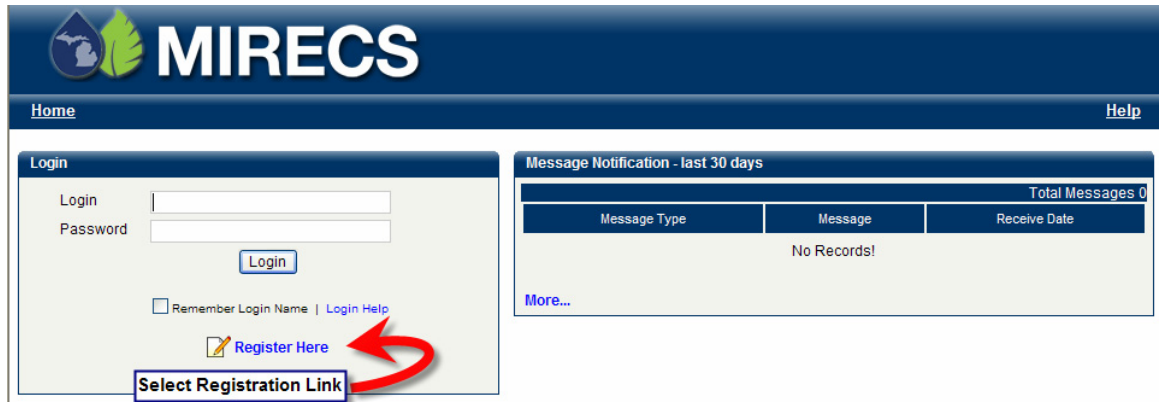 MIRECS
Home Help
Login
Login
Password
Login
Remember Login Name | Login Help
Register Here
Select Registration Link
Message Notification - last 30 days
Total Messages 0
Message Type Message Receive Date
No Records!
More...